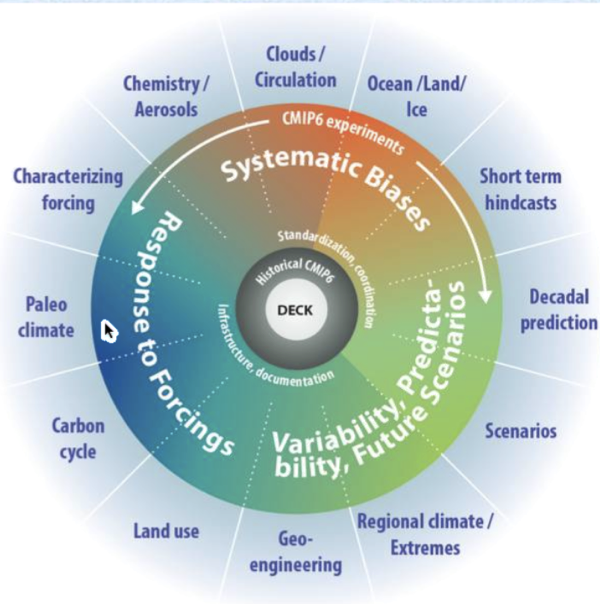 Clouds /
Circulation
Chemistry /
Aerosols
Ocean /Land/
Ice
CMIP6 experiments
Systematic Biases
Characterizing
forcing
Short term
hindcasts
Standardization, coordination
Historical CMIP6
DECK
Infrastructure, documentation
Response to Forcings
Variability, Predicta-
bility, Future Scenarios
Paleo
climate
Decadal
prediction
Carbon
cycle
Scenarios
Land use
Geo-
engineering
Regional climate /
Extremes